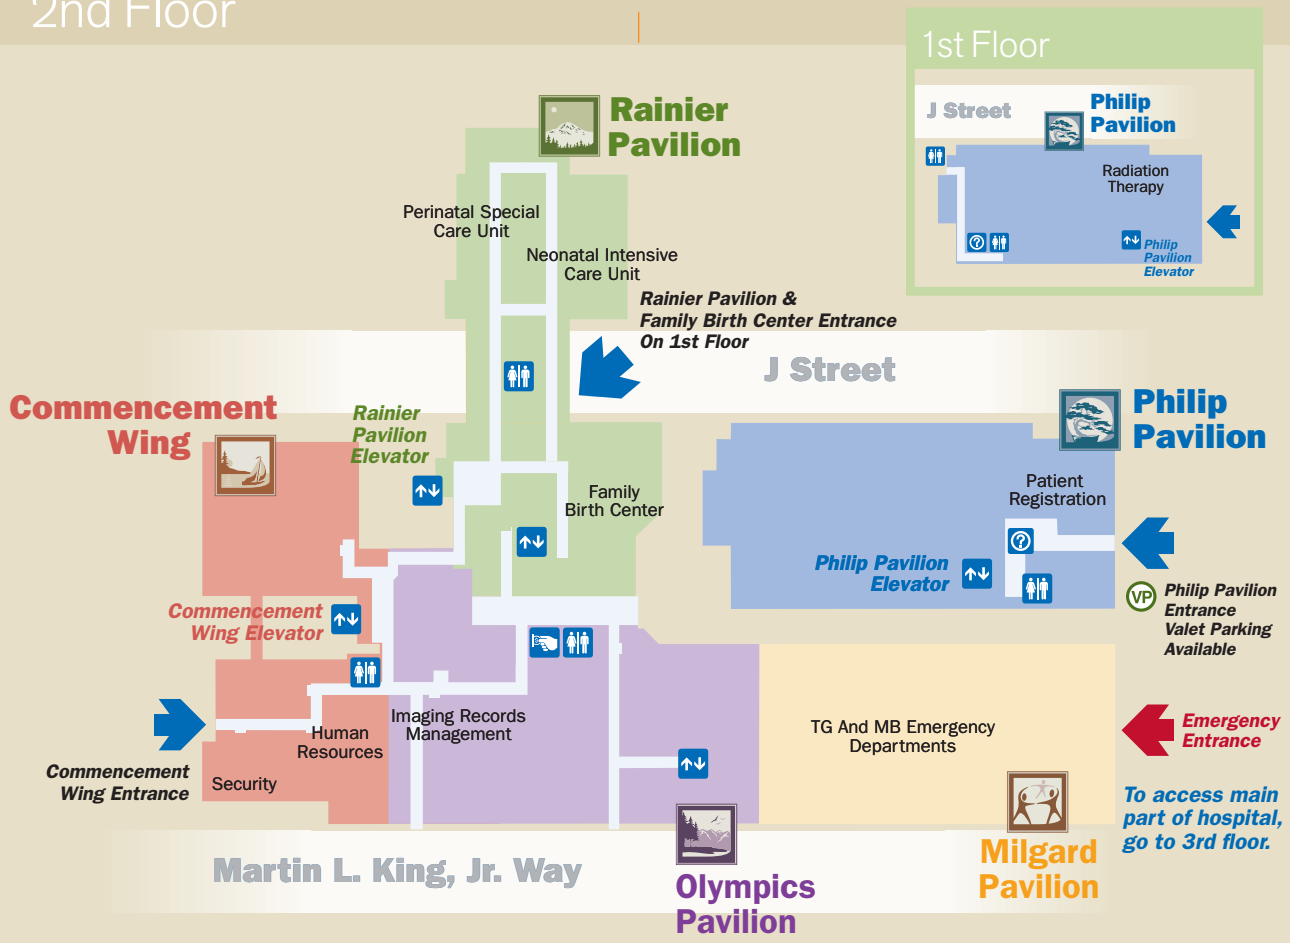 2nd Floor
1st Floor
J Street
Philip
Pavilion
Radiation
Therapy
?
Philip
Pavilion
Elevator
Rainier
Pavilion
Perinatal Special
Care Unit
Neonatal Intensive
Care Unit
Rainier Pavilion &
Family Birth Center Entrance
On 1st Floor
J Street
Commencement
Wing
Rainier
Pavilion
Elevator
Philip
Pavilion
Family
Birth Center
Patient
Registration
?
Philip Pavilion
Elevator
VP
Philip Pavilion
Entrance
Valet Parking
Available
Commencement
Wing Elevator
Imaging Records
Management
Human
Resources
Security
Commencement
Wing Entrance
TG And MB Emergency
Departments
Emergency
Entrance
To access main
part of hospital,
go to 3rd floor.
Martin L. King, Jr. Way
Olympics
Pavilion
Milgard
Pavilion